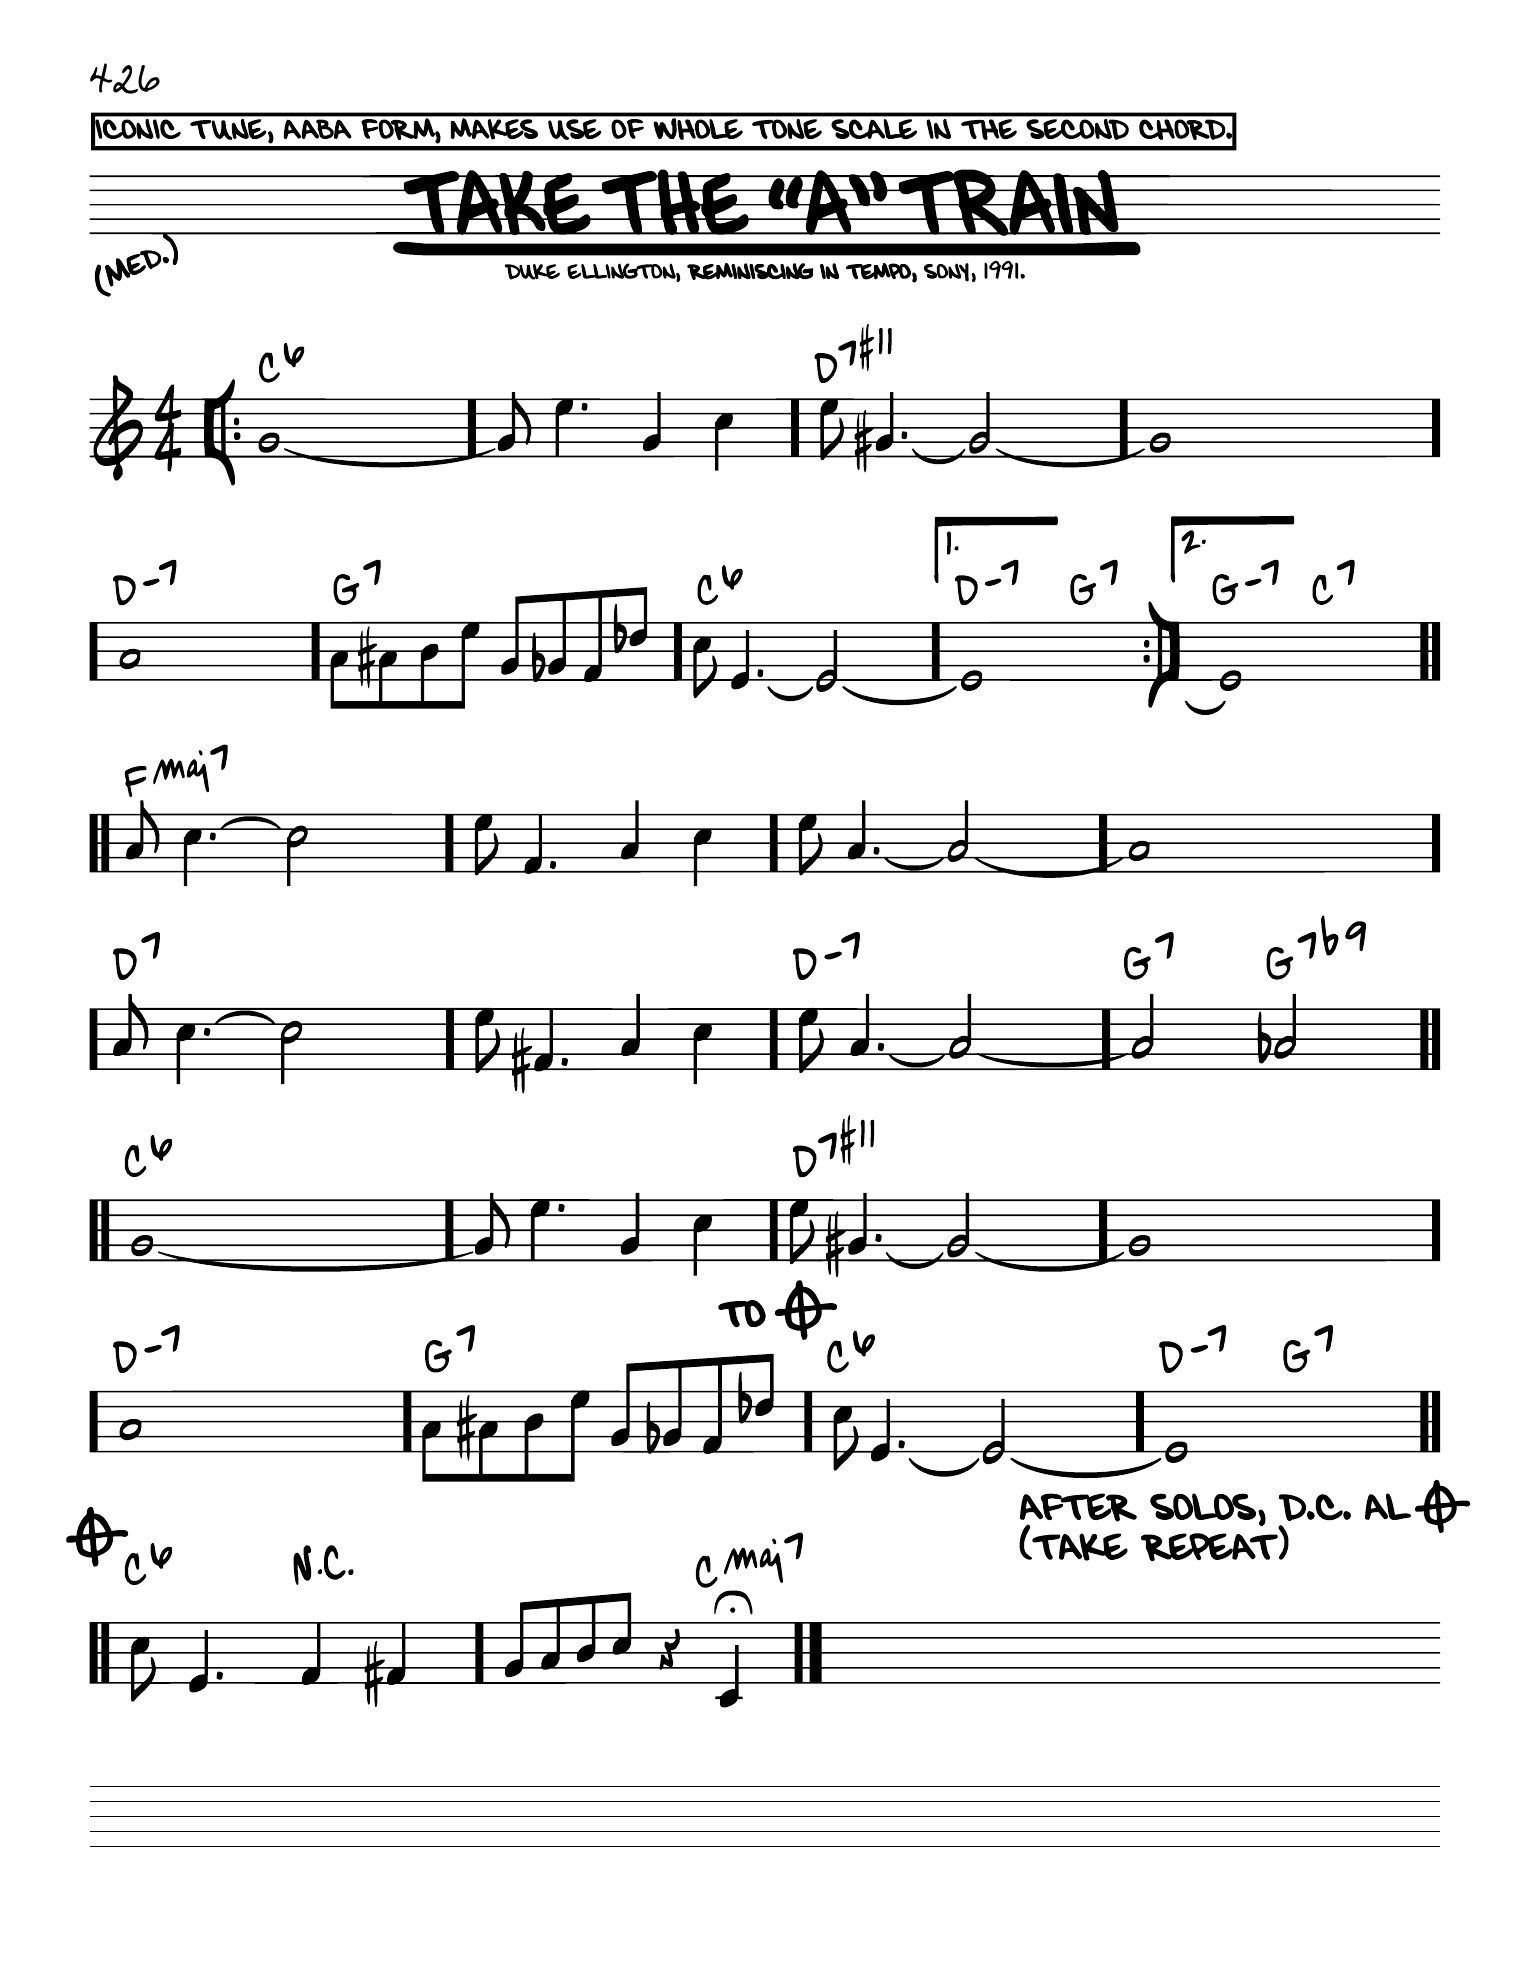 426
ICONIC TUNE, AABA FORM, MAKES USE OF WHOLE TONE SCALE IN THE SECOND CHORD.
TAKE THE “A” TRAIN
(MED.)
DUKE ELLINGTON, REMINISCING IN TEMPO, SONY, 1991.
C6 D7#11
4
4
1. 2.
D-7 G7 C6 D-7 G7 G-7 C7
Fmaj7
D7 D-7 G7 G7b9
C6 D7#11
TO
D-7 G7 C6 D-7 G7
AFTER SOLOS, D.C. AL
(TAKE REPEAT)
C6 N.C. Cmaj7